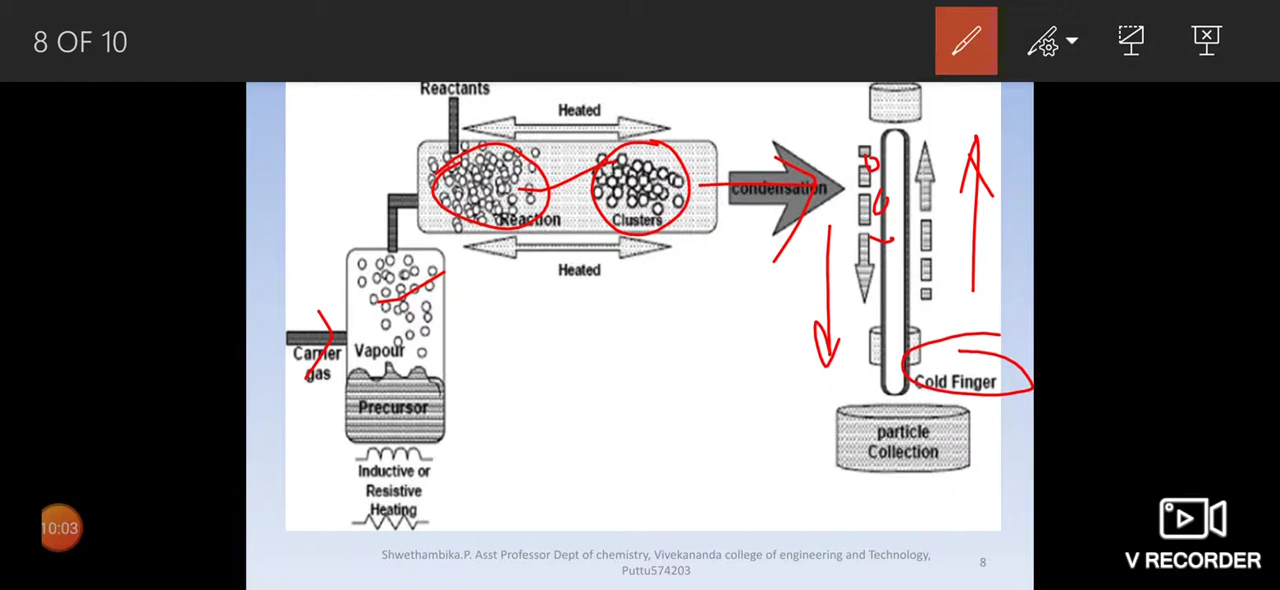 8 OF 10
Reactants
Heated
Reaction
Clusters
Heated
condensation
Carrier
gas
Vapour
Precursor
Inductive or
Resistive
Heating
Cold Finger
particle
Collection
10:03
Shwethambika.P. Asst Professor Dept of chemistry, Vivekananda college of engineering and Technology,
Puttu574203
8
V RECORDER